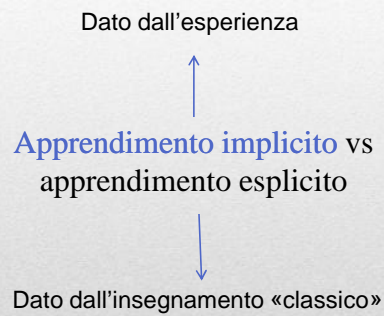 Dato dall’esperienza
Apprendimento implicito vs
apprendimento esplicito
Dato dall’insegnamento «classico»